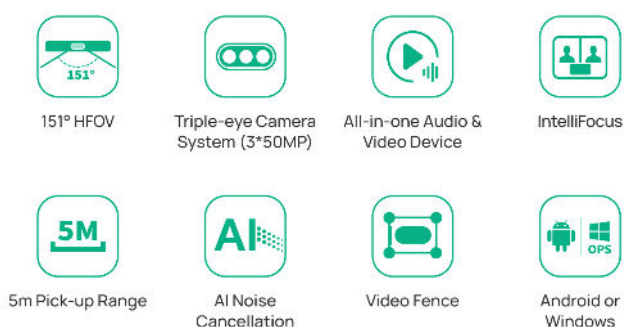 151°
151° HFOV
Triple-eye Camera
System (3*50MP)
All-in-one Audio &
Video Device
IntelliFocus
5M
5m Pick-up Range
AI
AI Noise
Cancellation
Video Fence
OPS
Android or
Windows